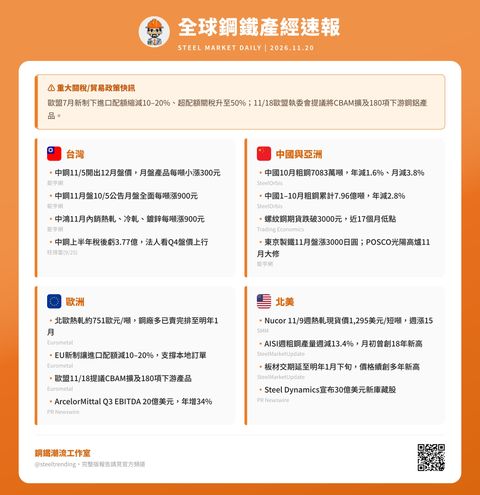 全球鋼鐵產經速報
STEEL MARKET DAILY | 2026.11.20
⚠ 重大關稅/貿易政策快訊
歐盟7月新制下進口配額縮減10–20%、超配額關稅升至50%；11/18歐盟執委會提議將CBAM擴及180項下游鋼鋁產
品。
台灣
中鋼11/5開出12月盤價，月盤產品每噸小漲300元
鉅亨網
中鋼11月盤10/5公告月盤全面每噸漲900元
鉅亨網
中鴻11月內銷熱軋、冷軋、鍍鋅每噸漲900元
鉅亨網
中鋼上半年稅後虧3.77億，法人看Q4盤價上行
(9/25)
中國與亞洲
中國10月粗鋼7083萬噸，年減1.6%、月減3.8%
SteelOrbis
中國1–10月粗鋼累計7.96億噸，年減2.8%
SteelOrbis
螺紋鋼期貨跌破3000元，近17個月低點
Trading Economics
東京製鐵11月盤漲3000日圓；POSCO光陽高爐11
月大修
鉅亨網
歐洲
北歐熱軋約751歐元/噸，鋼廠多已賣完排至明年1
月
Eurometal
EU新制讓進口配額減10–20%，支撐本地訂單
Eurometal
歐盟11/18提議CBAM擴及180項下游產品
Eurometal
ArcelorMittal Q3 EBITDA 20億美元，年增34%
PR Newswire
北美
Nucor 11/9週熱軋現貨價1,295美元/短噸，週漲15
SMM
AISI週粗鋼產量週減13.4%，月初曾創18年新高
SteelMarketUpdate
板材交期延至明年1月下旬，價格續創多年新高
SteelMarketUpdate
Steel Dynamics宣布30億美元新庫藏股
PR Newswire
鋼鐵潮流工作室
@steeltrending・完整版報告請見官方頻道